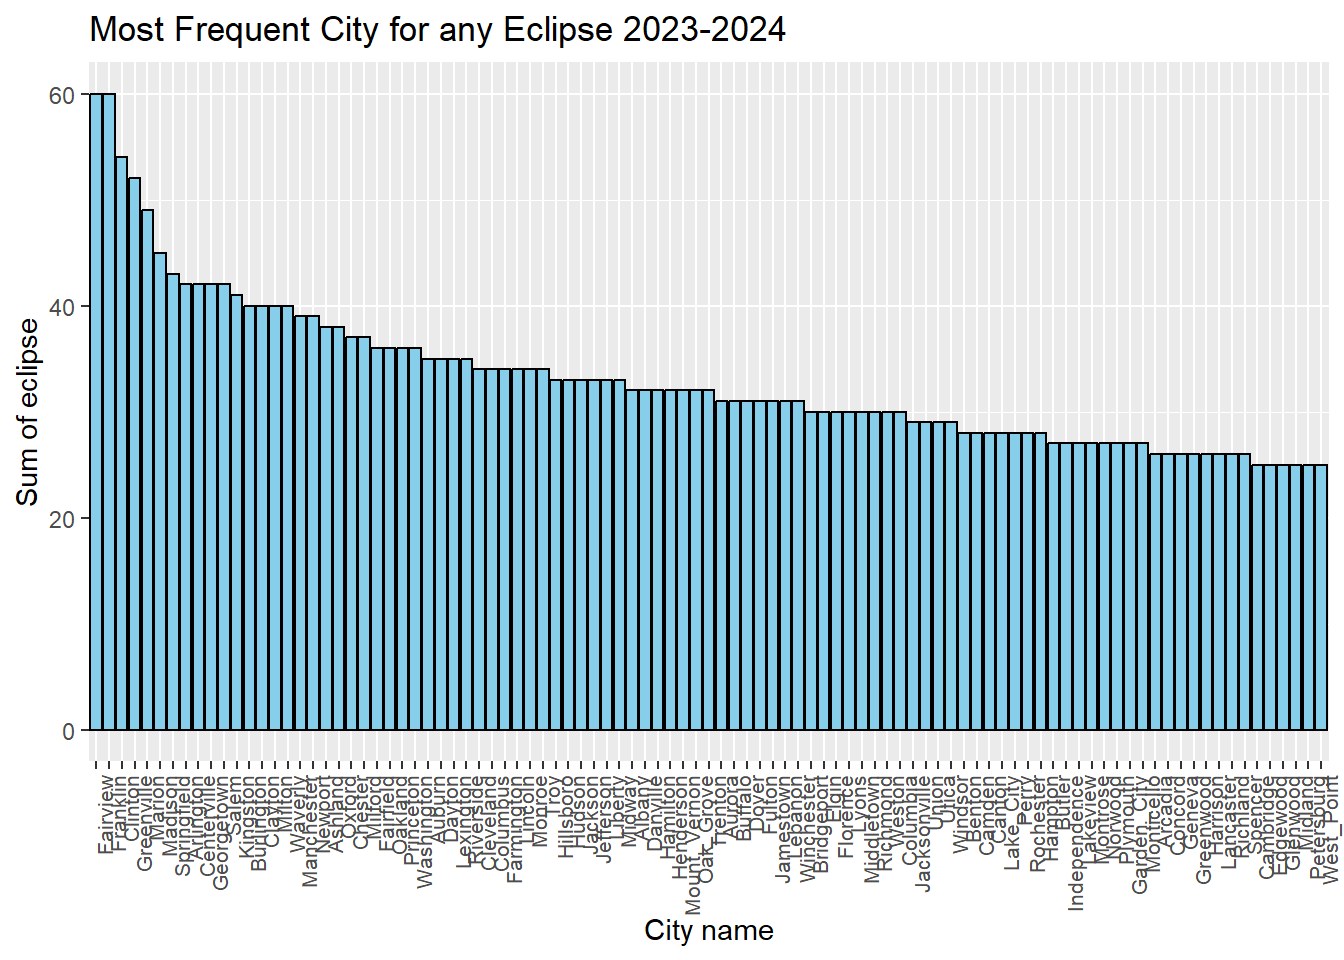 Most Frequent City for any Eclipse 2023-2024
60
40
20
0
Sum of eclipse
Fairview
Franklin
Clinton
Greenville
Marion
Madison
Springfield
Arlington
Centerville
Georgetown
Salem
Kingston
Burlington
Clayton
Milton
Waverly
Manchester
Newport
Ashland
Oxford
Chester
Milford
Fairfield
Oakland
Princeton
Washington
Auburn
Dayton
Lexington
Riverside
Cleveland
Columbus
Farmington
Lincoln
Monroe
Troy
Hillsboro
Hudson
Jackson
Jefferson
Liberty
Midway
Albany
Danville
Hamilton
Henderson
Mount_Vernon
Oak_Grove
Trenton
Aurora
Buffalo
Dover
Fulton
Jamestown
Lebanon
Winchester
Bridgeport
Elgin
Florence
Lyons
Middletown
Richmond
Weston
Columbia
Jacksonville
Union
Utica
Windsor
Benton
Camden
Canton
Lake_City
Perry
Rochester
Hampton
Butler
Independence
Lakeview
Montrose
Norwood
Plymouth
Garden_City
Monticello
Arcadia
Concord
Geneva
Greenwood
Harrison
Lancaster
Richland
Spencer
Cambridge
Edgewood
Glenwood
Midland
Petersburg
West_Point
City name